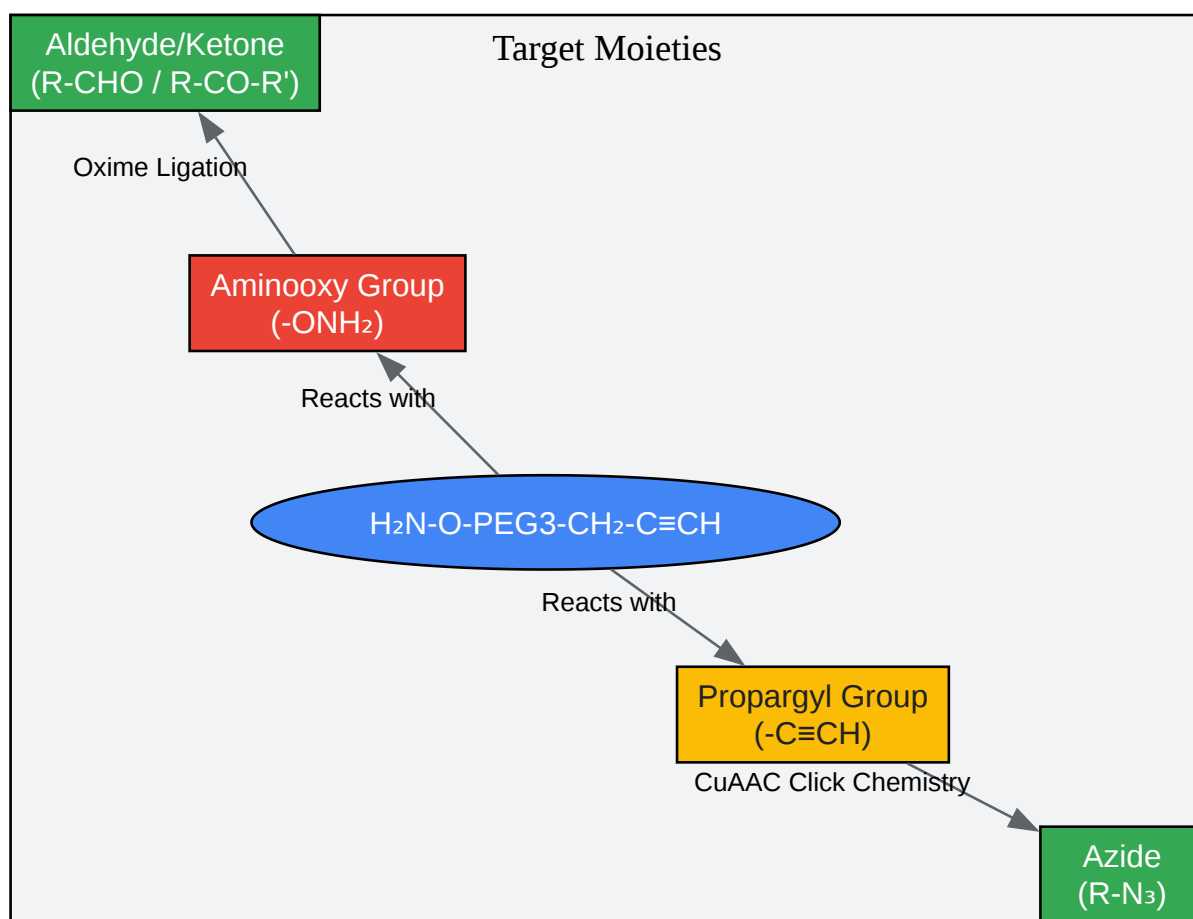 Target Moieties
Aldehyde/Ketone
(R-CHO / R-CO-R')
Oxime Ligation
Aminooxy Group
(-ONH₂)
Reacts with
H₂N-O-PEG3-CH₂-C≡CH
Reacts with
Propargyl Group
(-C≡CH)
CuAAC Click Chemistry
Azide
(R-N₃)